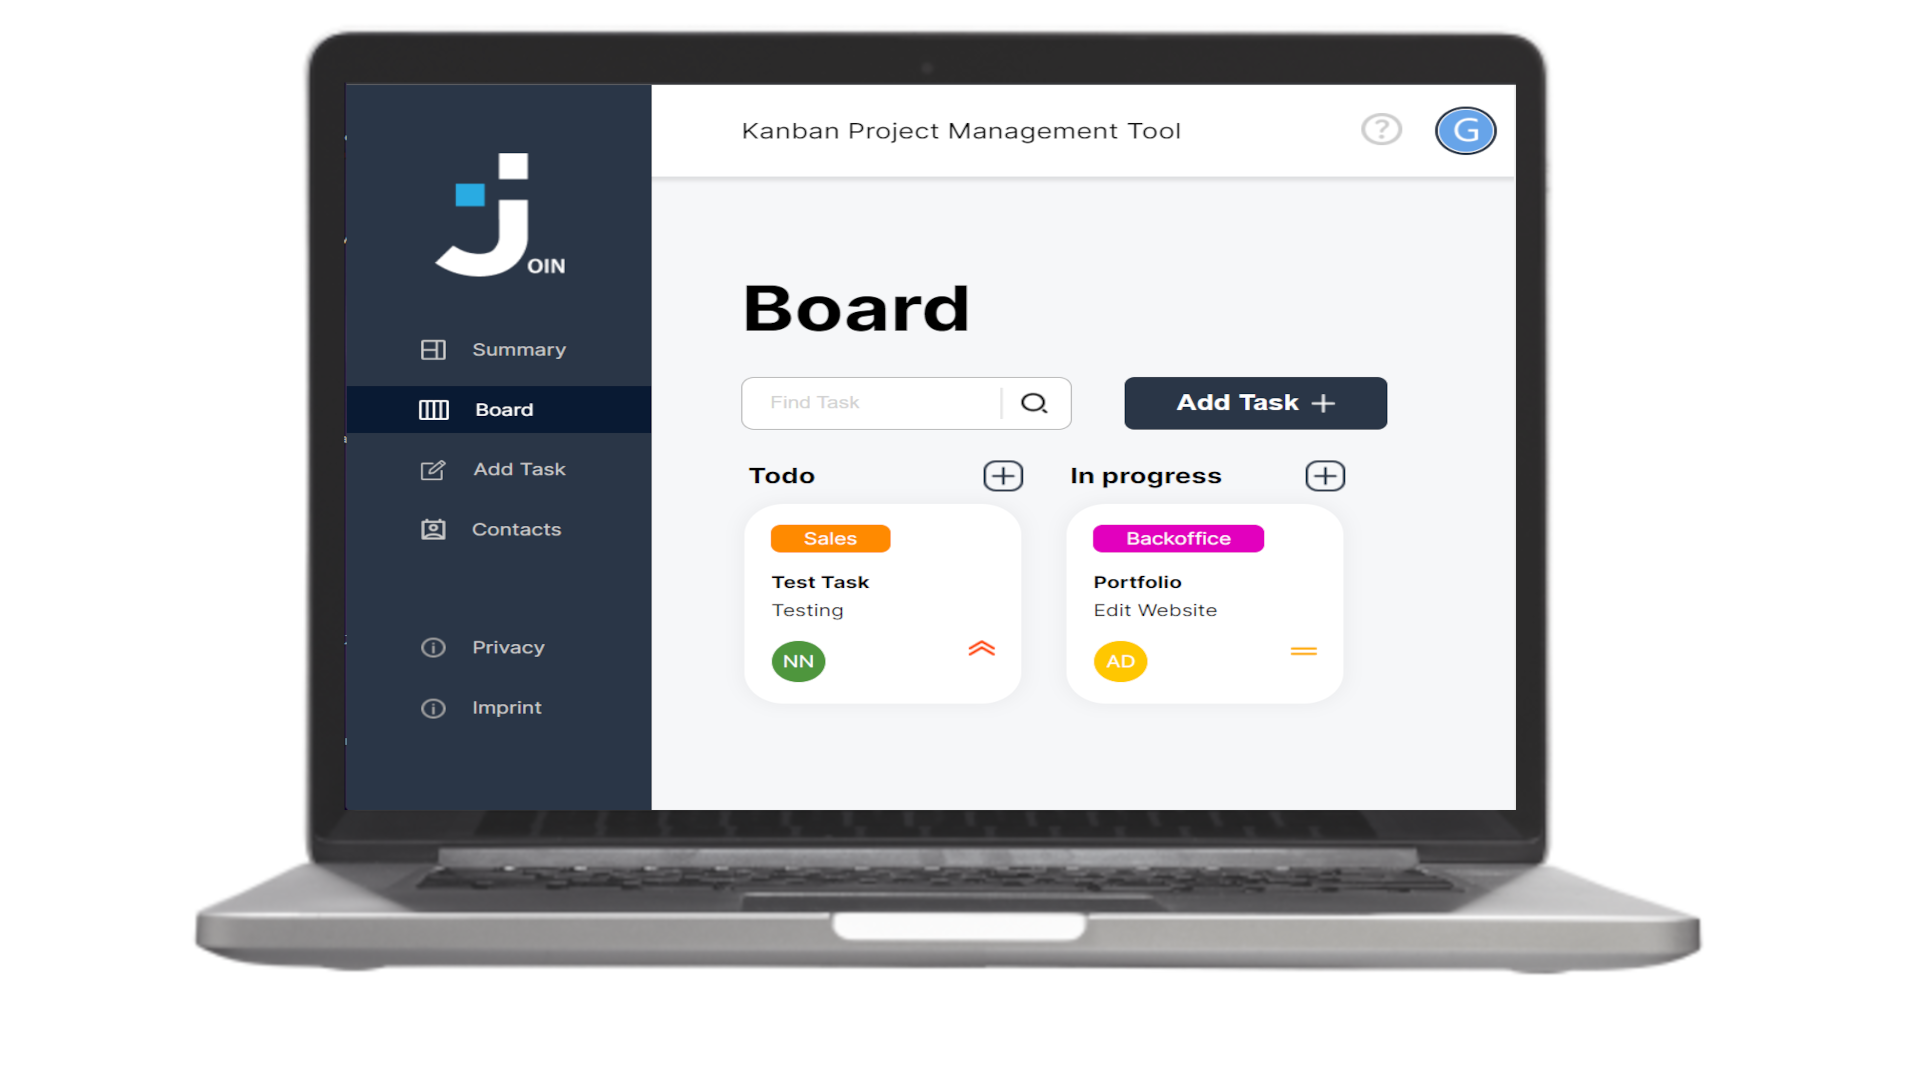 Kanban Project Management Tool
?
G
J
OIN
Summary
Board
Add Task
Contacts
Privacy
Imprint
Board
Find Task
Add Task +
Todo
Sales
Test Task
Testing
NN
In progress
Backoffice
Portfolio
Edit Website
AD